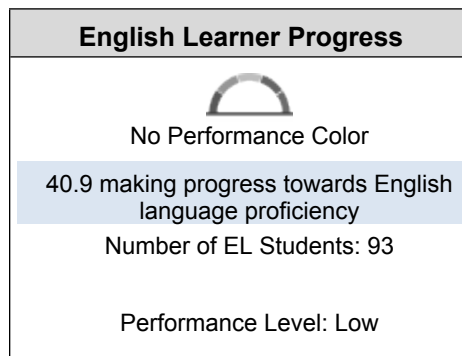 English Learner Progress
No Performance Color
40.9 making progress towards English
language proficiency
Number of EL Students: 93
Performance Level: Low